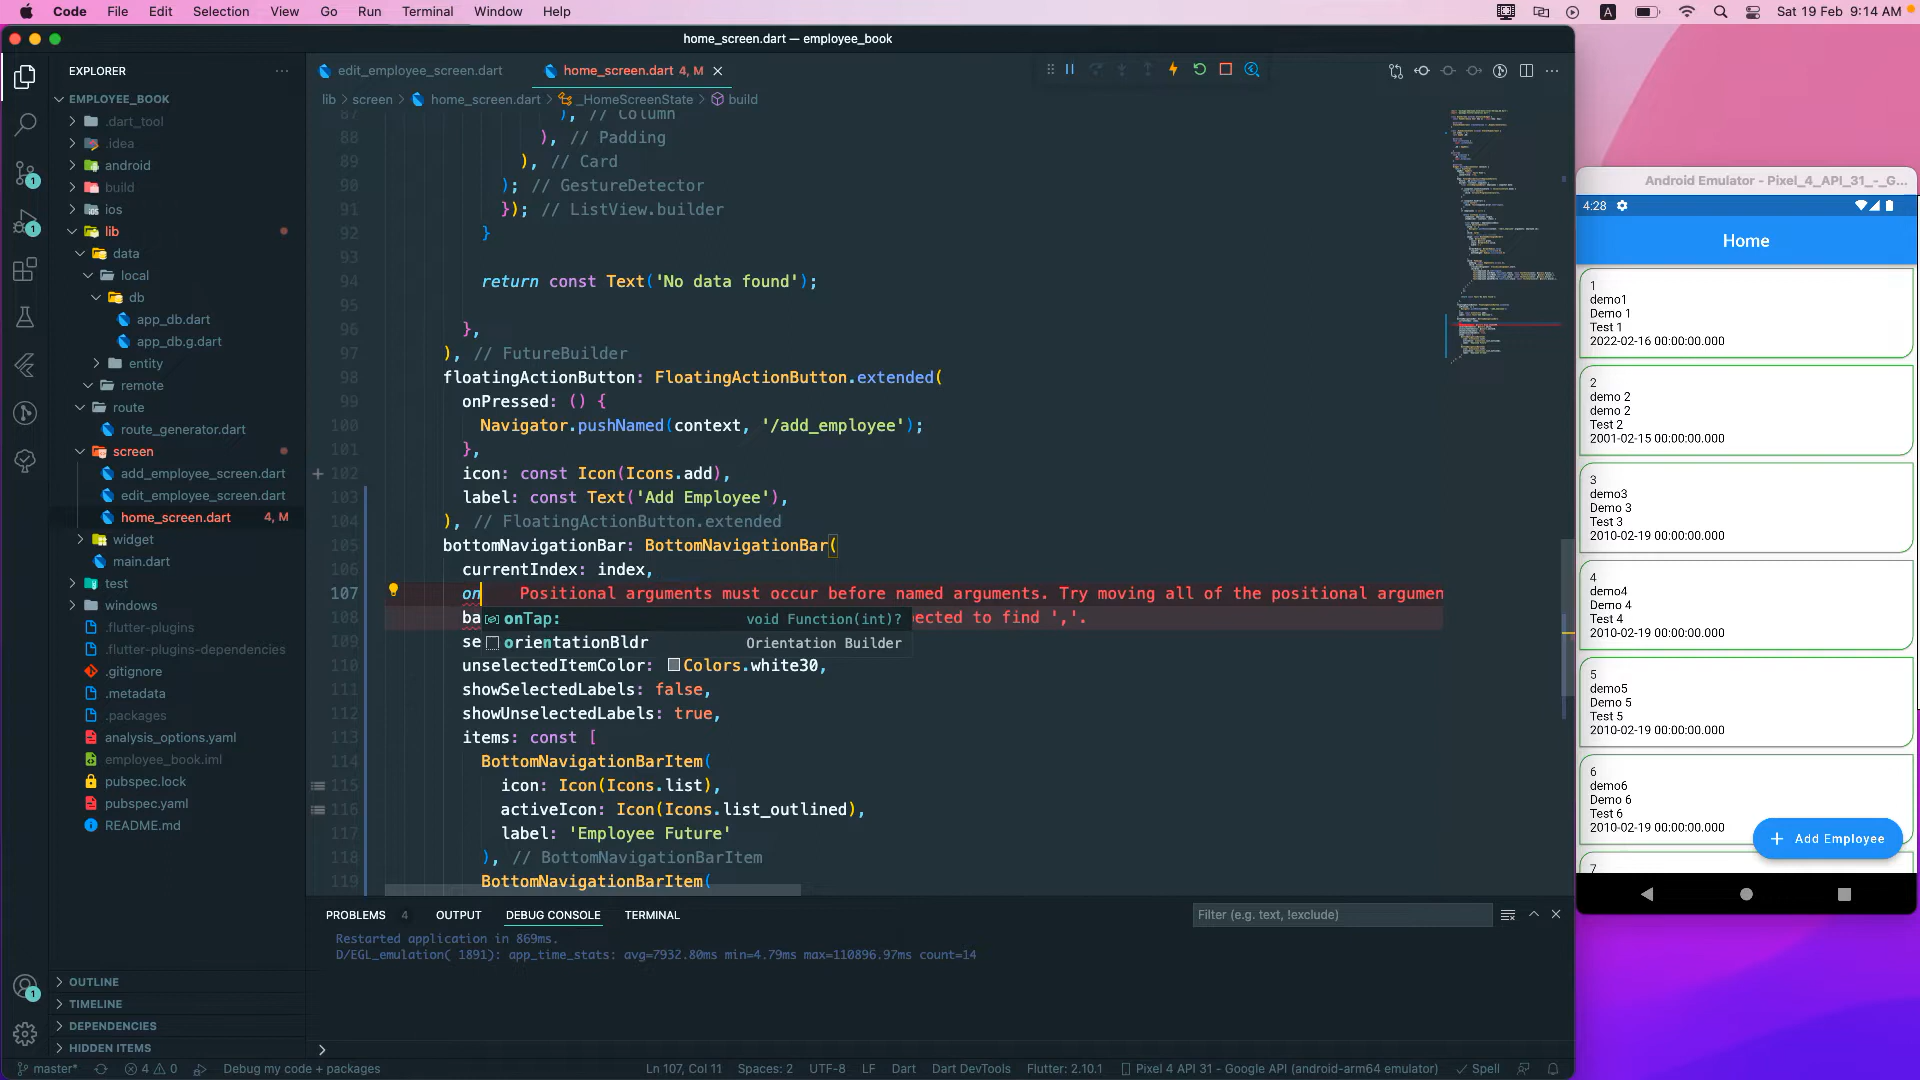 Code File Edit Selection View Go Run Terminal Window Help
A
Sat 19 Feb 9:14 AM
home_screen.dart — employee_book
EXPLORER
EMPLOYEE_BOOK
.dart_tool
.idea
android
build
ios
lib
data
local
db
app_db.dart
app_db.g.dart
entity
remote
route
route_generator.dart
screen
add_employee_screen.dart
edit_employee_screen.dart
home_screen.dart 4, M
widget
main.dart
test
windows
.flutter-plugins
.flutter-plugins-dependencies
.gitignore
.metadata
.packages
analysis_options.yaml
employee_book.iml
pubspec.lock
pubspec.yaml
README.md
OUTLINE
TIMELINE
DEPENDENCIES
HIDDEN ITEMS
1
1
1
edit_employee_screen.dart
home_screen.dart 4, M
lib > screen > home_screen.dart > _HomeScreenState > build
87 ), // Column
88 ), // Padding
89 ), // Card
90 ); // GestureDetector
91 }); // ListView.builder
92 }
93
94 return const Text('No data found');
95
96 },
97 ), // FutureBuilder
98 floatingActionButton: FloatingActionButton.extended(
99 onPressed: () {
100 Navigator.pushNamed(context, '/add_employee');
101 },
102 icon: const Icon(Icons.add),
103 label: const Text('Add Employee'),
104 ), // FloatingActionButton.extended
105 bottomNavigationBar: BottomNavigationBar(
106 currentIndex: index,
107 on Positional arguments must occur before named arguments. Try moving all of the positional argumen
108 ba pected to find ','.
onTap: void Function(int)?
109 se
orientationBldr Orientation Builder
110 unselectedItemColor: Colors.white30,
111 showSelectedLabels: false,
112 showUnselectedLabels: true,
113 items: const [
114 BottomNavigationBarItem(
115 icon: Icon(Icons.list),
116 activeIcon: Icon(Icons.list_outlined),
117 label: 'Employee Future'
118 ), // BottomNavigationBarItem
119 BottomNavigationBarItem(
PROBLEMS 4 OUTPUT DEBUG CONSOLE TERMINAL
Filter (e.g. text, !exclude)
Restarted application in 869ms.
D/EGL_emulation( 1891): app_time_stats: avg=7932.80ms min=4.79ms max=110896.97ms count=14
master* 4 0 Debug my code + packages
Ln 107, Col 11 Spaces: 2 UTF-8 LF Dart Dart DevTools Flutter: 2.10.1 Pixel 4 API 31 - Google API (android-arm64 emulator) Spell
Android Emulator - Pixel_4_API_31_-_G...
4:28
Home
1
demo1
Demo 1
Test 1
2022-02-16 00:00:00.000
2
demo 2
demo 2
Test 2
2001-02-15 00:00:00.000
3
demo3
Demo 3
Test 3
2010-02-19 00:00:00.000
4
demo4
Demo 4
Test 4
2010-02-19 00:00:00.000
5
demo5
Demo 5
Test 5
2010-02-19 00:00:00.000
6
demo6
Demo 6
Test 6
2010-02-19 00:00:00.000
Add Employee
7